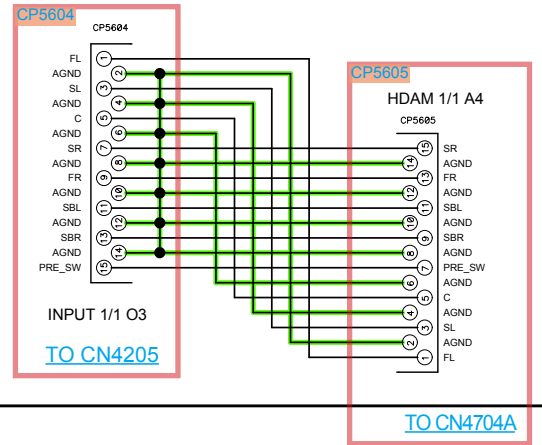 CP5604
CP5604
FL 1
AGND 2
SL 3
AGND 4
C 5
AGND 6
SR 7
AGND 8
FR 9
AGND 10
SBL 11
AGND 12
SBR 13
AGND 14
PRE_SW 15
INPUT 1/1 O3
TO CN4205
CP5605
HDAM 1/1 A4
CP5605
15 SR
14 AGND
13 FR
12 AGND
11 SBL
10 AGND
9 SBR
8 AGND
7 PRE_SW
6 AGND
5 C
4 AGND
3 SL
2 AGND
1 FL
TO CN4704A